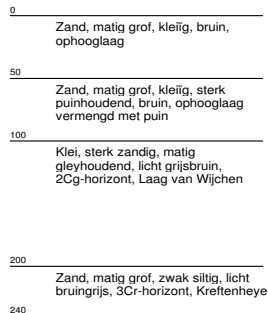 0
Zand, matig grof, kleiïg, bruin,
ophooglaag
50
Zand, matig grof, kleiïg, sterk
puinhoudend, bruin, ophooglaag
vermengd met puin
100
Klei, sterk zandig, matig
gleyhoudend, licht grijsbruin,
2Cg-horizont, Laag van Wijchen
200
Zand, matig grof, zwak siltig, licht
bruingrijs, 3Cr-horizont, Kreftenheye
240